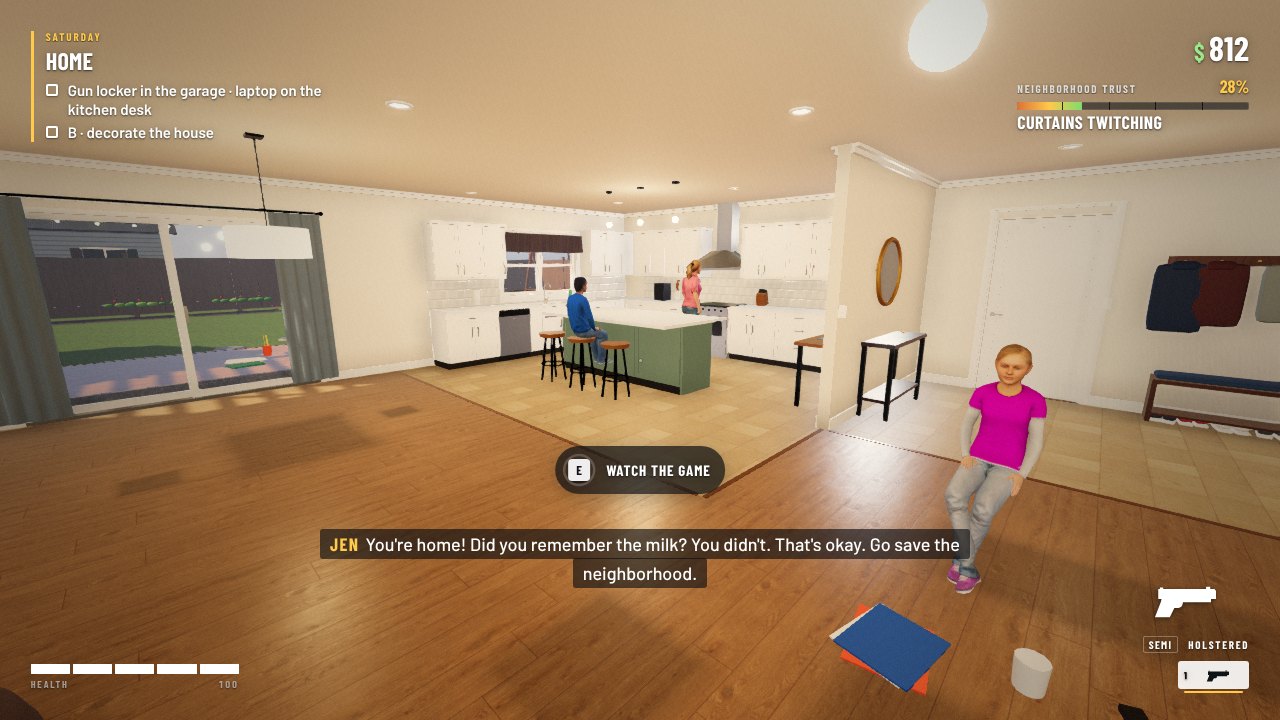 SATURDAY
HOME
Gun locker in the garage · laptop on the
kitchen desk
B · decorate the house
$ 812
NEIGHBORHOOD TRUST 28%
CURTAINS TWITCHING
E WATCH THE GAME
JEN You're home! Did you remember the milk? You didn't. That's okay. Go save the
neighborhood.
HEALTH 100
SEMI HOLSTERED
1